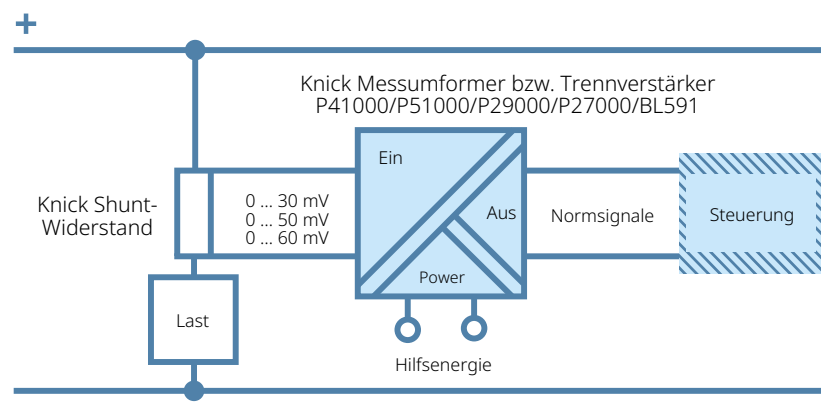 +
Knick Messumformer bzw. Trennverstärker
P41000/P51000/P29000/P27000/BL591
Ein
Knick Shunt-
Widerstand
0 ... 30 mV
0 ... 50 mV
0 ... 60 mV
Aus
Normsignale
Steuerung
Power
Last
Hilfsenergie